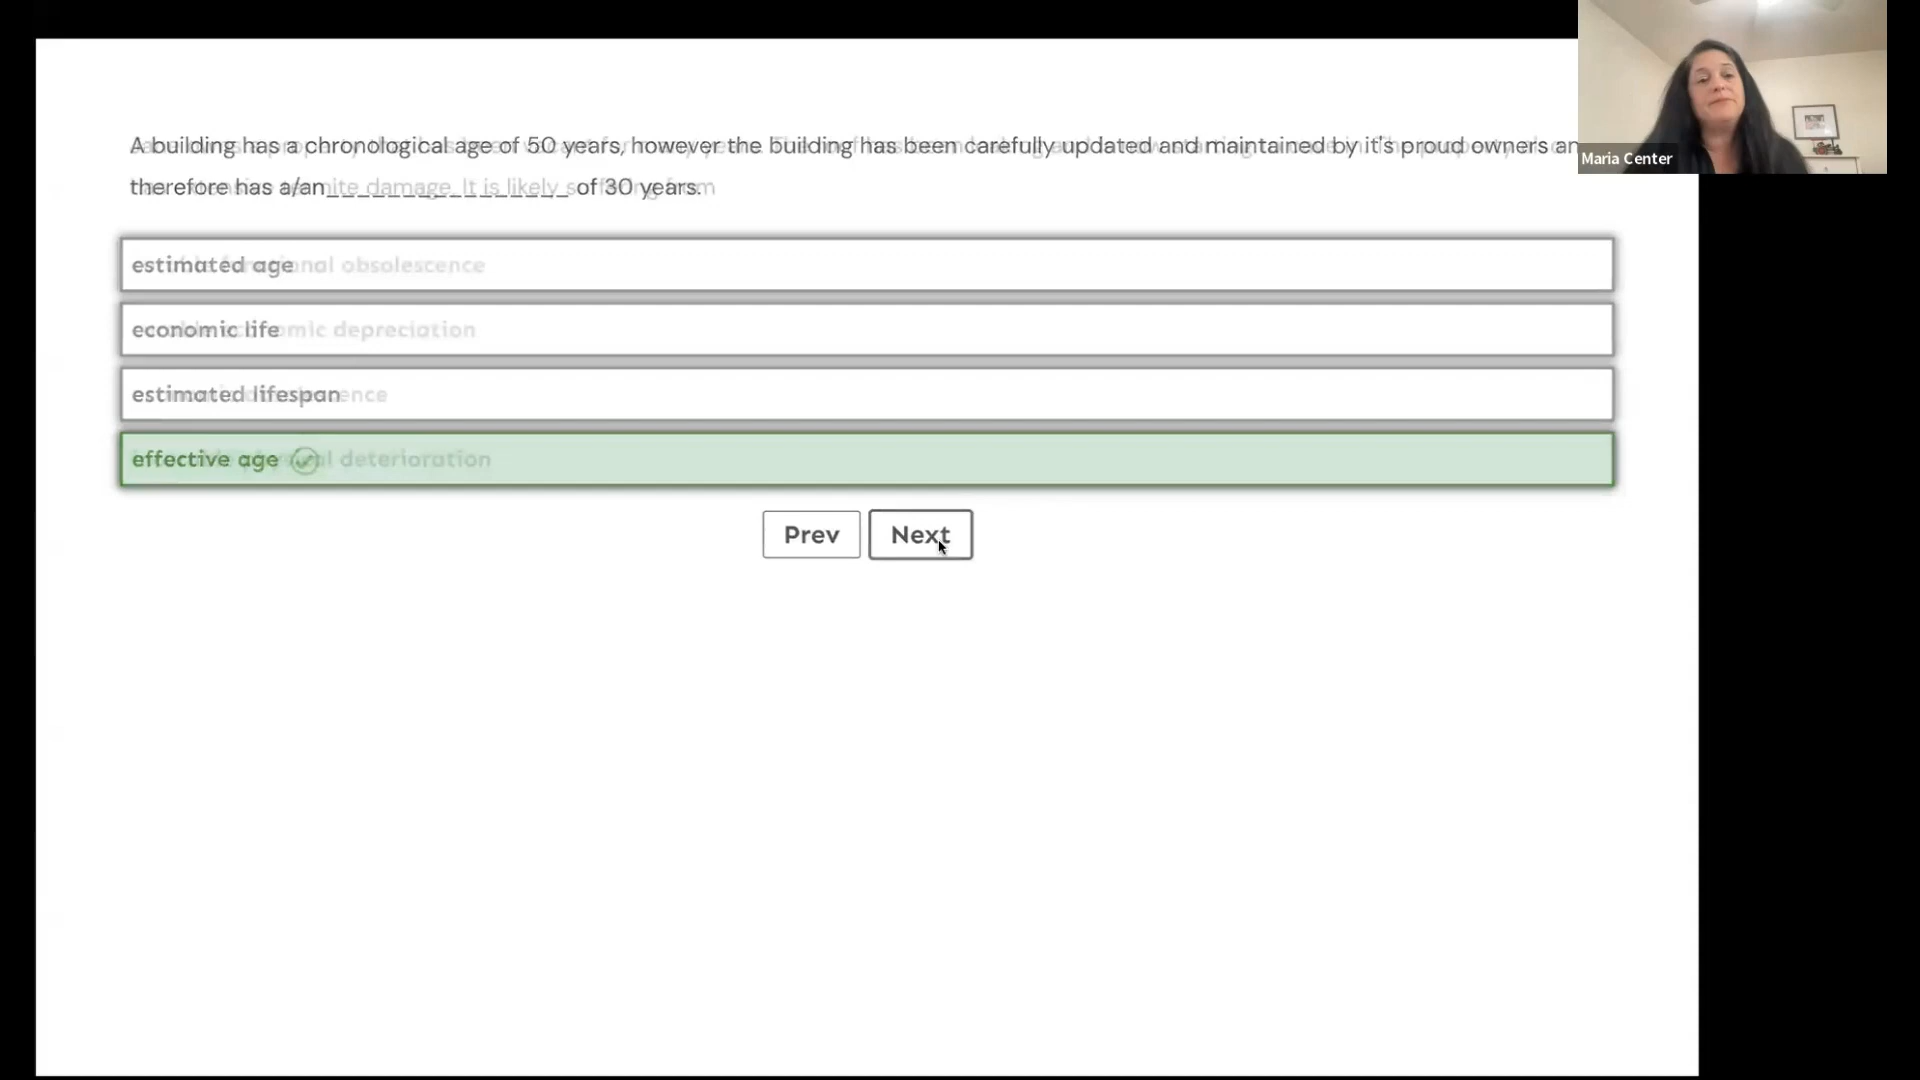 A building has a chronological age of 50 years, however the building has been carefully updated and maintained by it's proud owners an
therefore has a/an________________of 30 years.
Maria Center
estimated age
economic life
estimated lifespan
effective age
Prev
Next